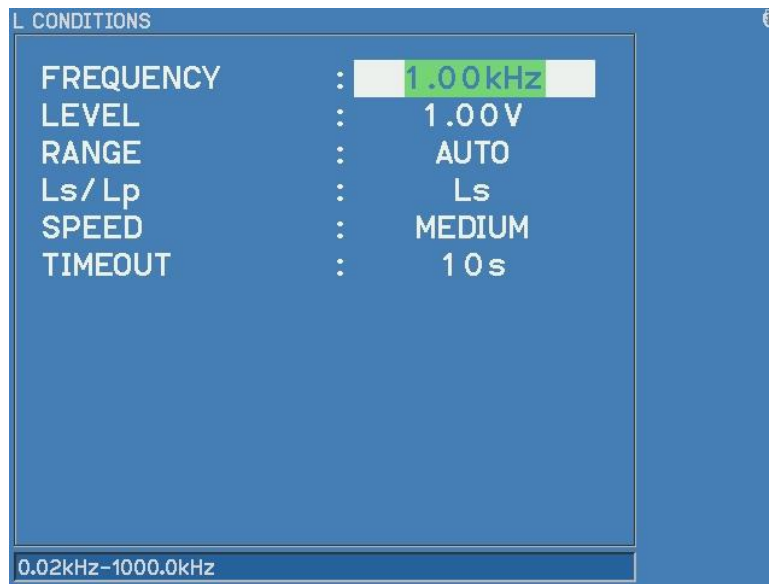 L CONDITIONS
FREQUENCY : 1.00kHz
LEVEL : 1.00V
RANGE : AUTO
Ls/Lp : Ls
SPEED : MEDIUM
TIMEOUT : 10s
0.02kHz-1000.0kHz